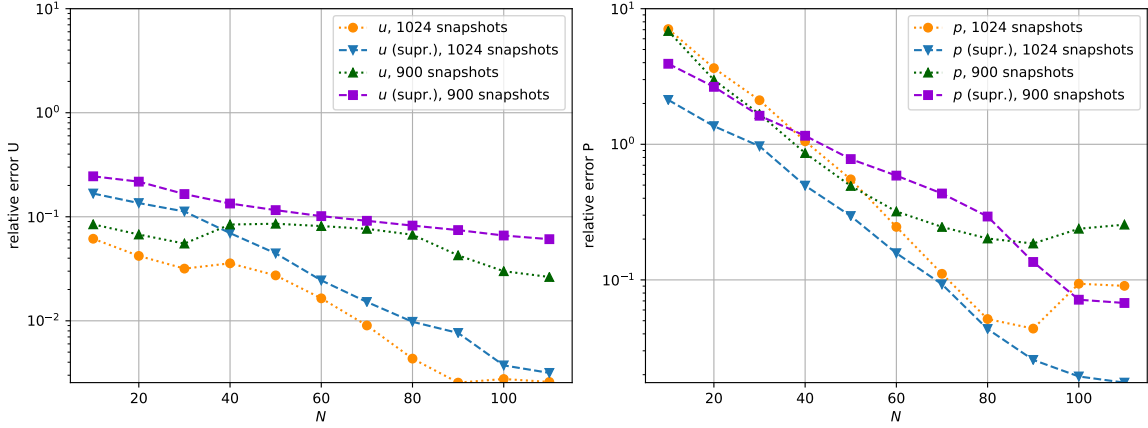 10¹
10⁰
10⁻¹
10⁻²
relative error U
20
40
60
80
100
N
u, 1024 snapshots
u (supr.), 1024 snapshots
u, 900 snapshots
u (supr.), 900 snapshots
10¹
10⁰
10⁻¹
relative error P
20
40
60
80
100
N
p, 1024 snapshots
p (supr.), 1024 snapshots
p, 900 snapshots
p (supr.), 900 snapshots